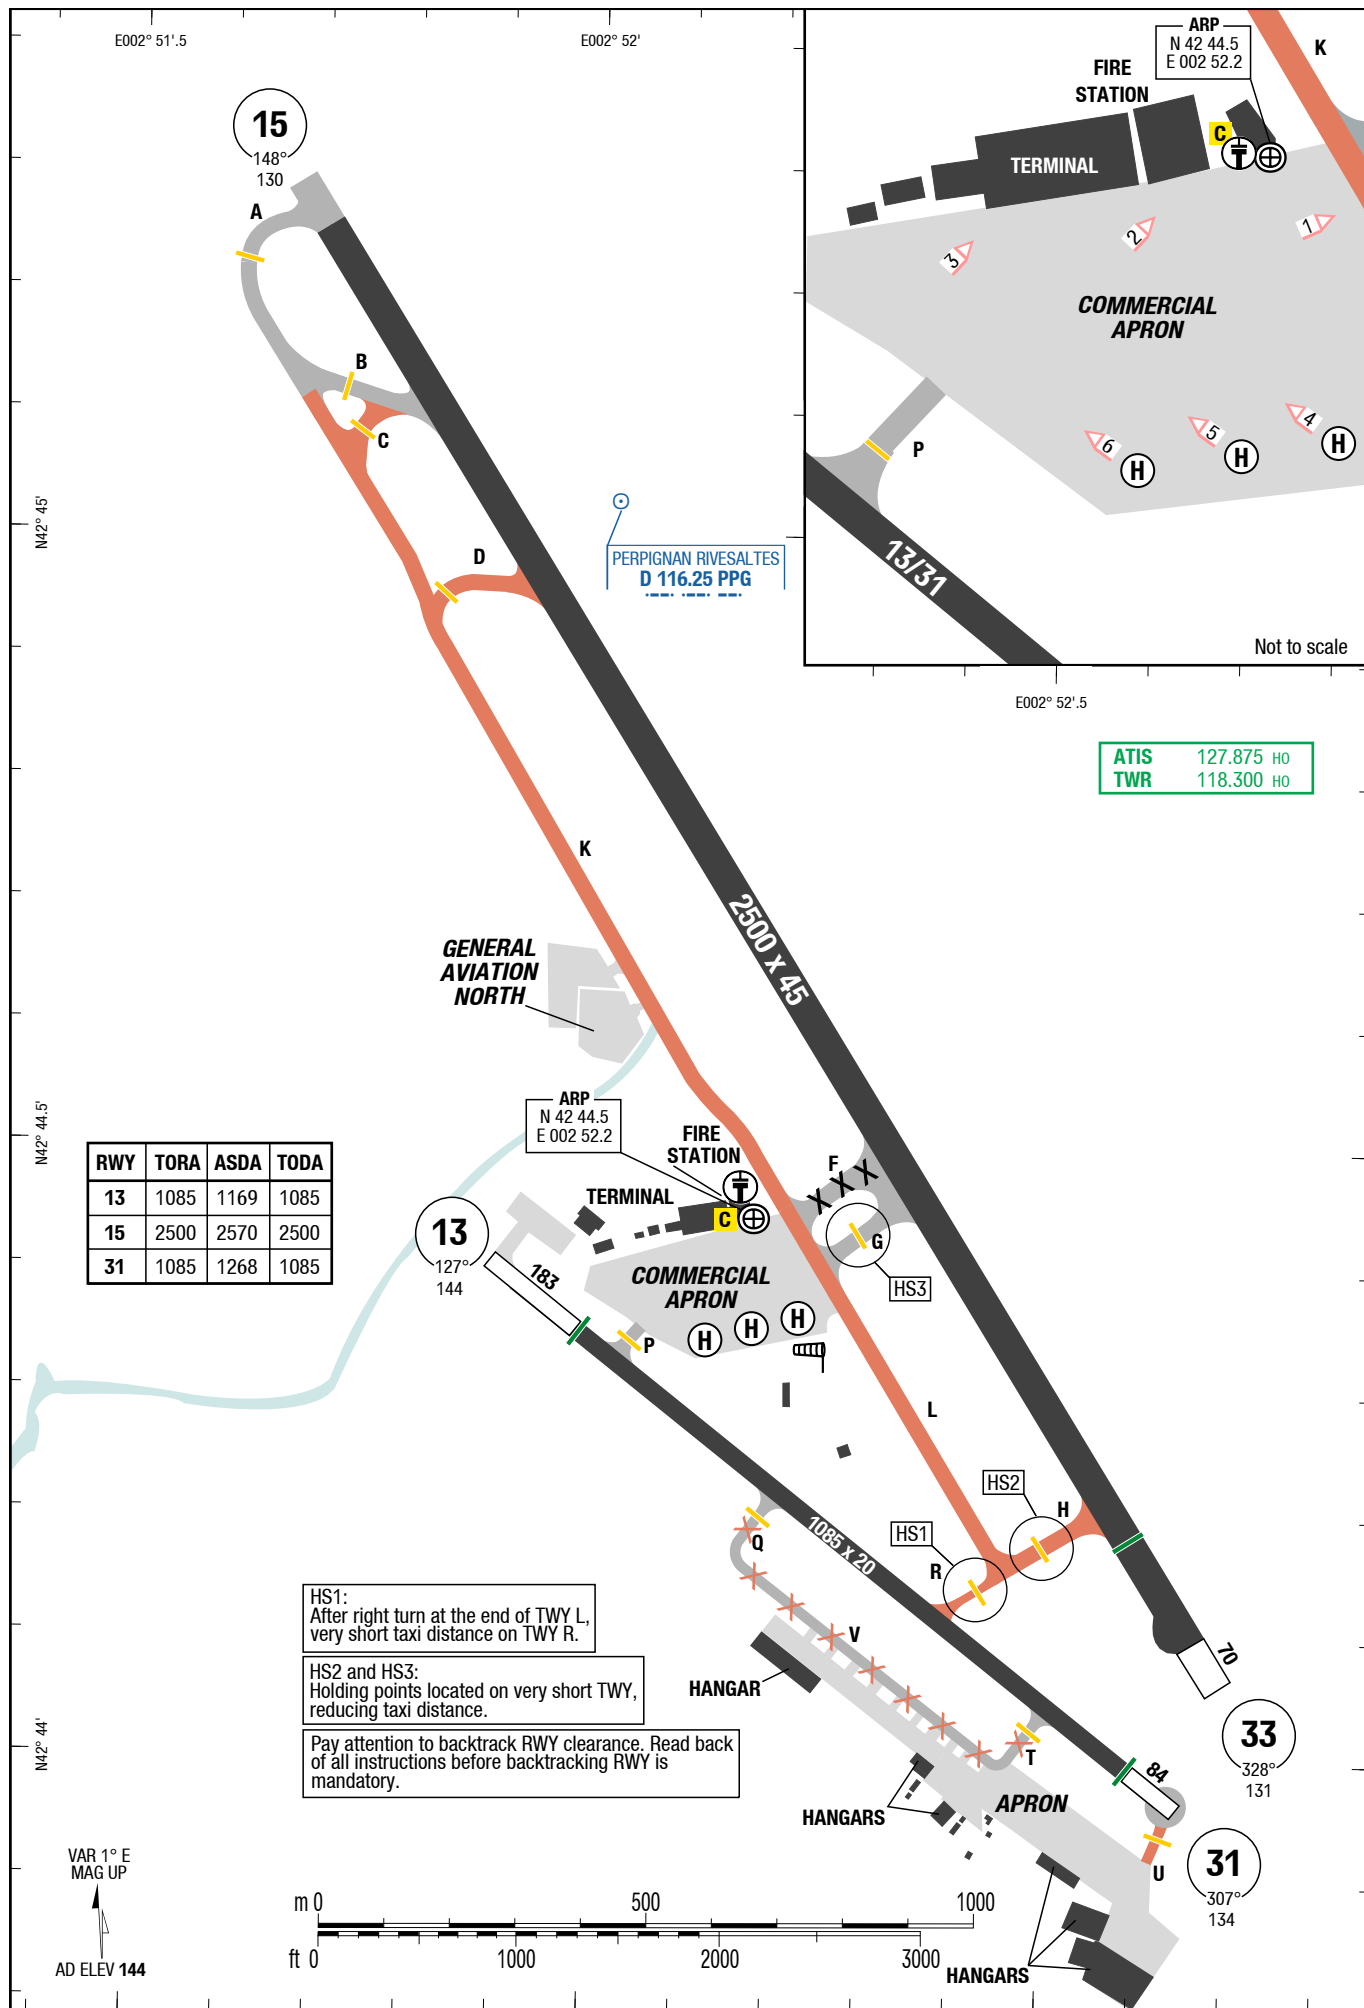 E002° 51'.5
E002° 52'
15
148°
130
A
B
C
D
N42° 45'
PERPIGNAN RIVESALTES
D 116.25 PPG
ARP
N 42 44.5
E 002 52.2
K
FIRE
STATION
C
TERMINAL
1
2
3
COMMERCIAL
APRON
4
5
6
H
H
H
P
13/31
Not to scale
E002° 52'.5
ATIS 127.875 HO
TWR 118.300 HO
K
2500 x 45
GENERAL
AVIATION
NORTH
ARP
N 42 44.5
E 002 52.2
N42° 44.5'
FIRE
STATION
F
X X X
TERMINAL
C
G
HS3
RWY TORA ASDA TODA
13 1085 1169 1085
15 2500 2570 2500
31 1085 1268 1085
13
127°
144
183
COMMERCIAL
APRON
H
H
H
P
L
HS2
H
HS1
R
1085 x 20
Q
V
HS1:
After right turn at the end of TWY L,
very short taxi distance on TWY R.
HS2 and HS3:
Holding points located on very short TWY,
reducing taxi distance.
Pay attention to backtrack RWY clearance. Read back
of all instructions before backtracking RWY is
mandatory.
HANGAR
70
33
328°
131
N42° 44'
T
84
APRON
HANGARS
U
31
307°
134
VAR 1° E
MAG UP
AD ELEV 144
m 0 500 1000
ft 0 1000 2000 3000
HANGARS